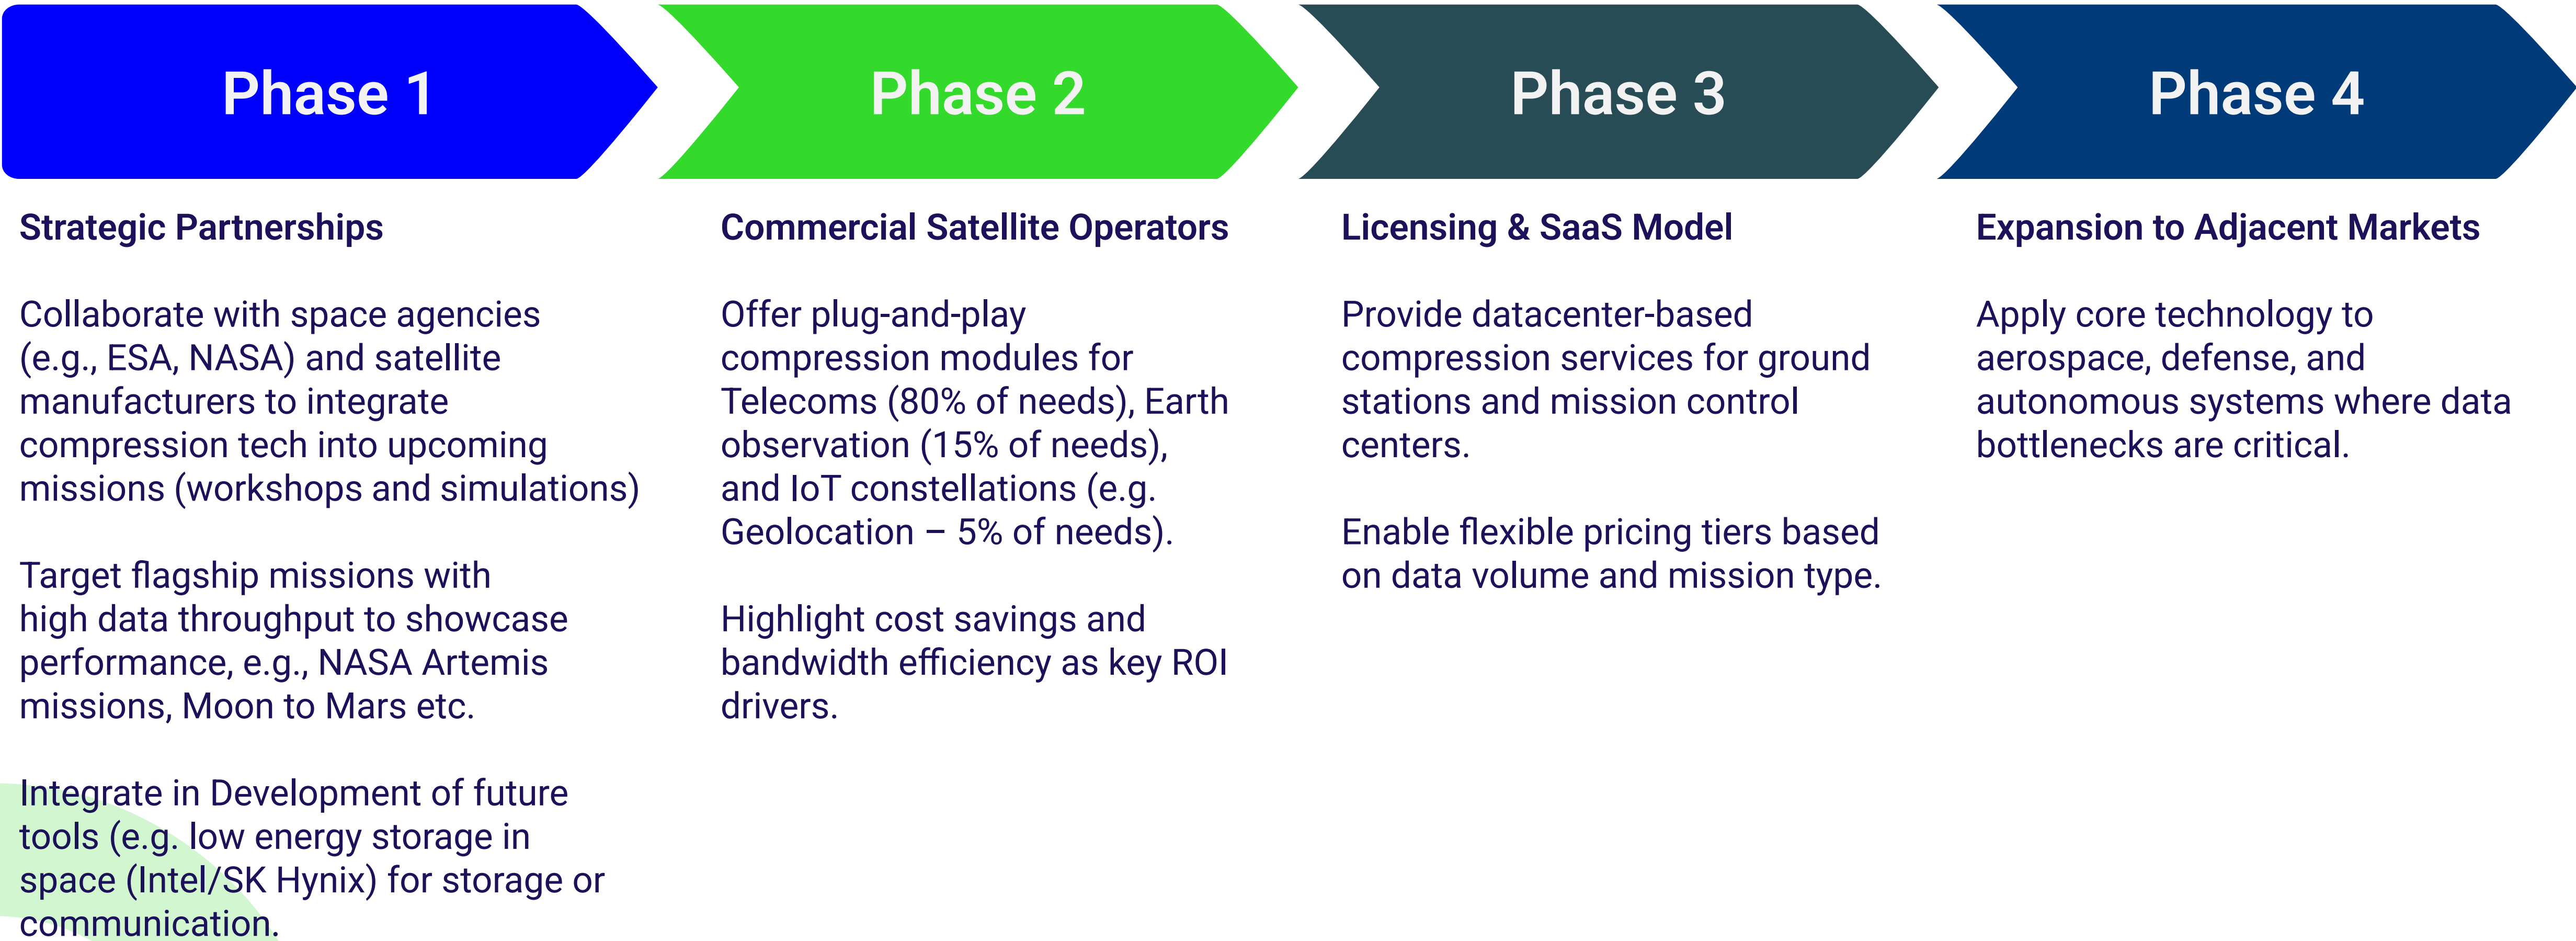 Phase 1
Phase 2
Phase 3
Phase 4
Strategic Partnerships
Collaborate with space agencies
(e.g., ESA, NASA) and satellite
manufacturers to integrate
compression tech into upcoming
missions (workshops and simulations)
Target flagship missions with
high data throughput to showcase
performance, e.g., NASA Artemis
missions, Moon to Mars etc.
Integrate in Development of future
tools (e.g. low energy storage in
space (Intel/SK Hynix) for storage or
communication.
Commercial Satellite Operators
Offer plug-and-play
compression modules for
Telecoms (80% of needs), Earth
observation (15% of needs),
and IoT constellations (e.g.
Geolocation – 5% of needs).
Highlight cost savings and
bandwidth efficiency as key ROI
drivers.
Licensing & SaaS Model
Provide datacenter-based
compression services for ground
stations and mission control
centers.
Enable flexible pricing tiers based
on data volume and mission type.
Expansion to Adjacent Markets
Apply core technology to
aerospace, defense, and
autonomous systems where data
bottlenecks are critical.